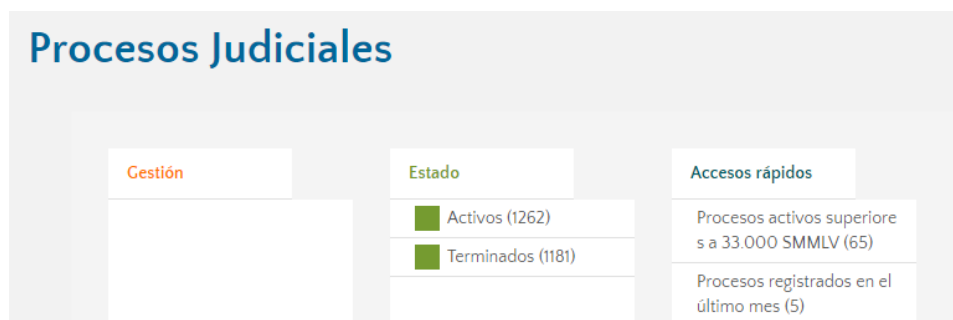 Procesos Judiciales
Gestión
Estado
Activos (1262)
Terminados (1181)
Accesos rápidos
Procesos activos superiore
s a 33.000 SMMLV (65)
Procesos registrados en el
último mes (5)